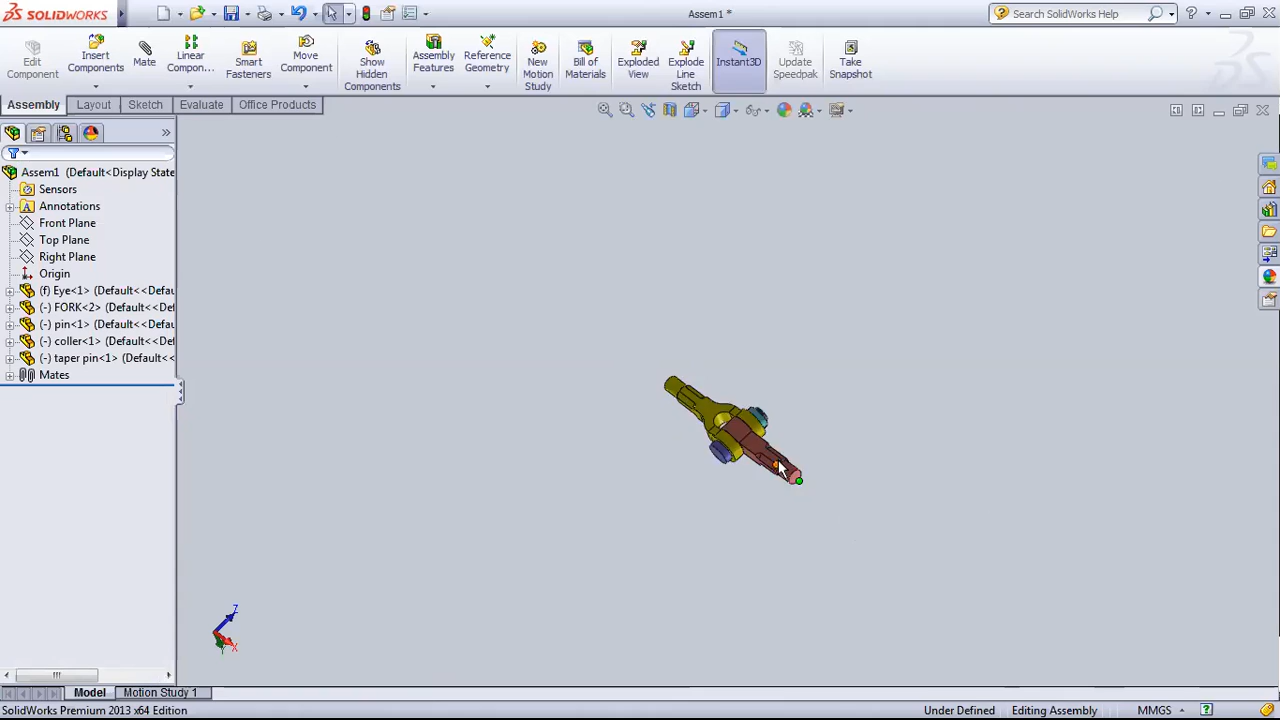 SOLIDWORKS
Assem1 *
Search SolidWorks Help
Edit Component
Insert Components
Mate
Linear Compon...
Smart Fasteners
Move Component
Show Hidden Components
Assembly Features
Reference Geometry
New Motion Study
Bill of Materials
Exploded View
Explode Line Sketch
Instant3D
Update Speedpak
Take Snapshot
Assembly
Layout
Sketch
Evaluate
Office Products
Assem1 (Default<Display State
Sensors
Annotations
Front Plane
Top Plane
Right Plane
Origin
(f) Eye<1> (Default<<Defau
(-) FORK<2> (Default<<Def
(-) pin<1> (Default<<Defau
(-) coller<1> (Default<<Def
(-) taper pin<1> (Default<<
Mates
Z
X
Y
Model
Motion Study 1
SolidWorks Premium 2013 x64 Edition
Under Defined
Editing Assembly
MMGS